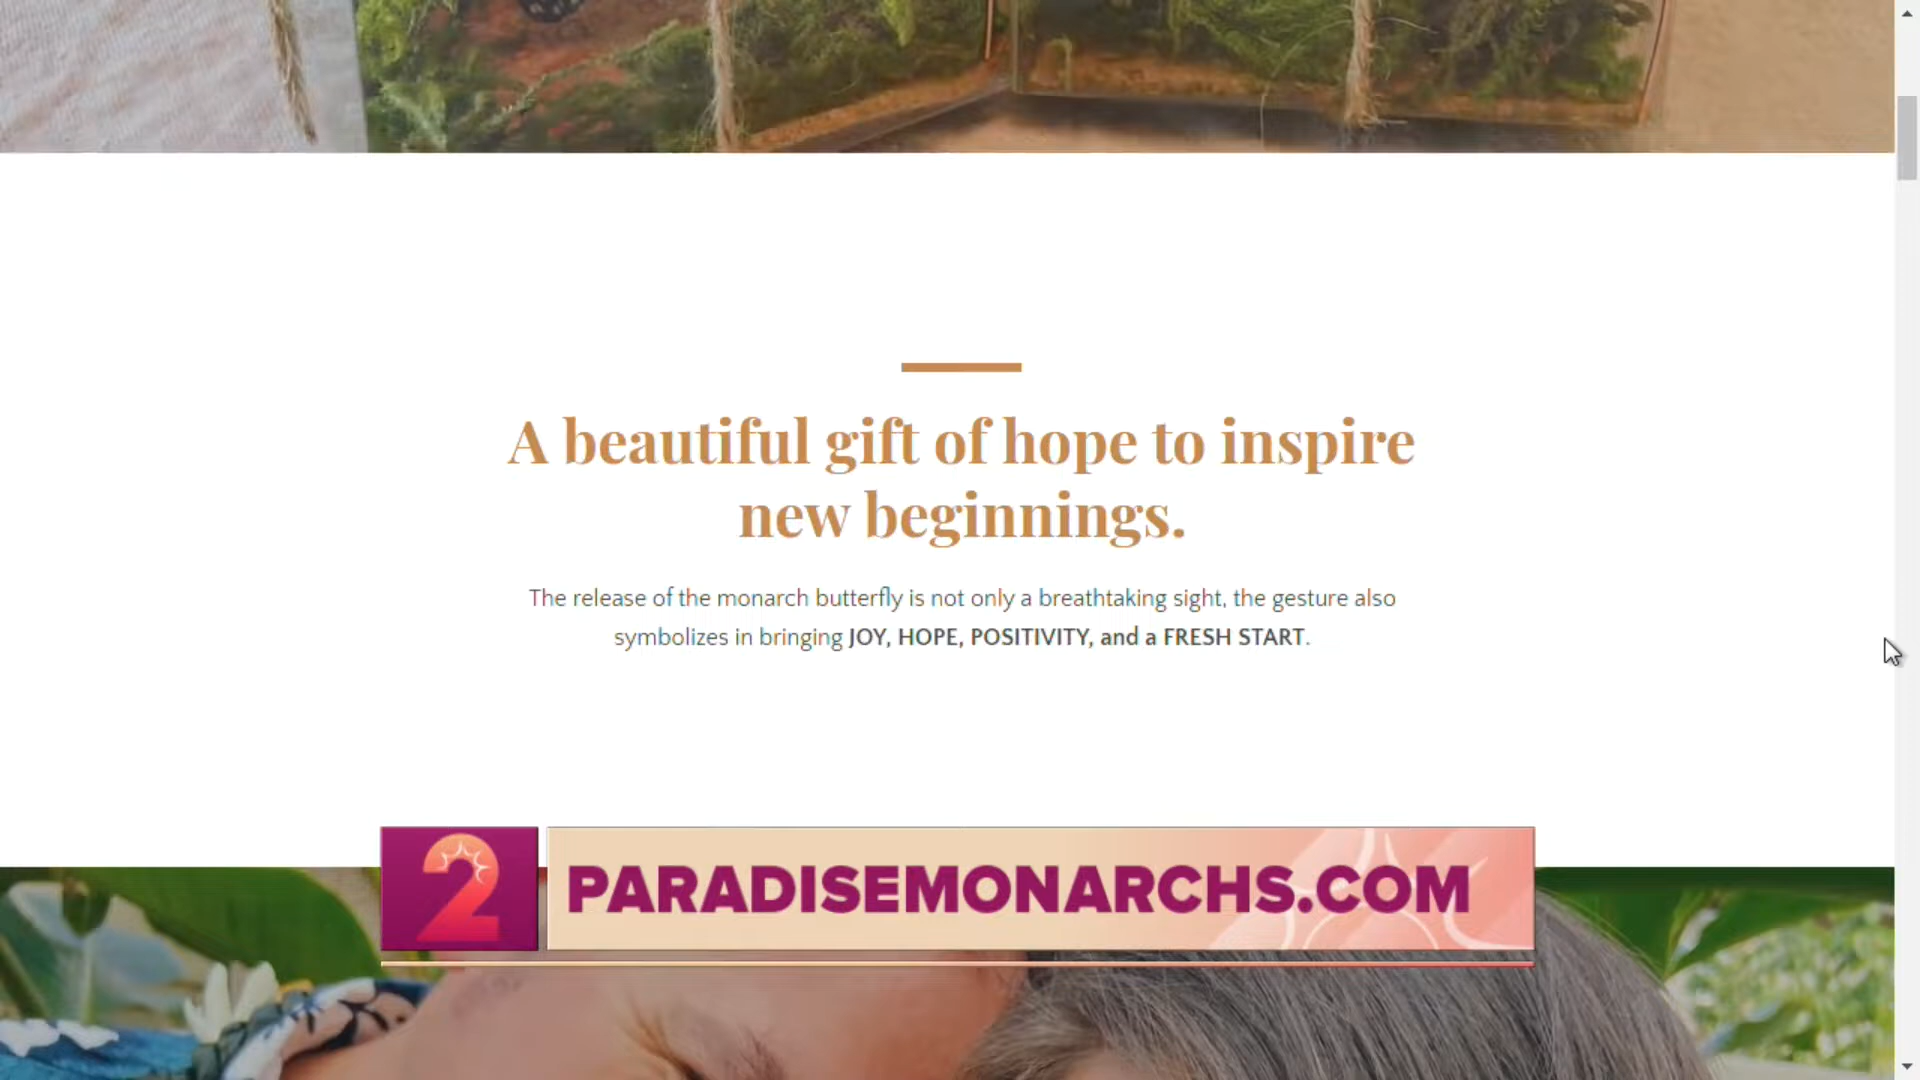 A beautiful gift of hope to inspire
new beginnings.
The release of the monarch butterfly is not only a breathtaking sight, the gesture also
symbolizes in bringing JOY, HOPE, POSITIVITY, and a FRESH START.
2 PARADISEMONARCHS.COM